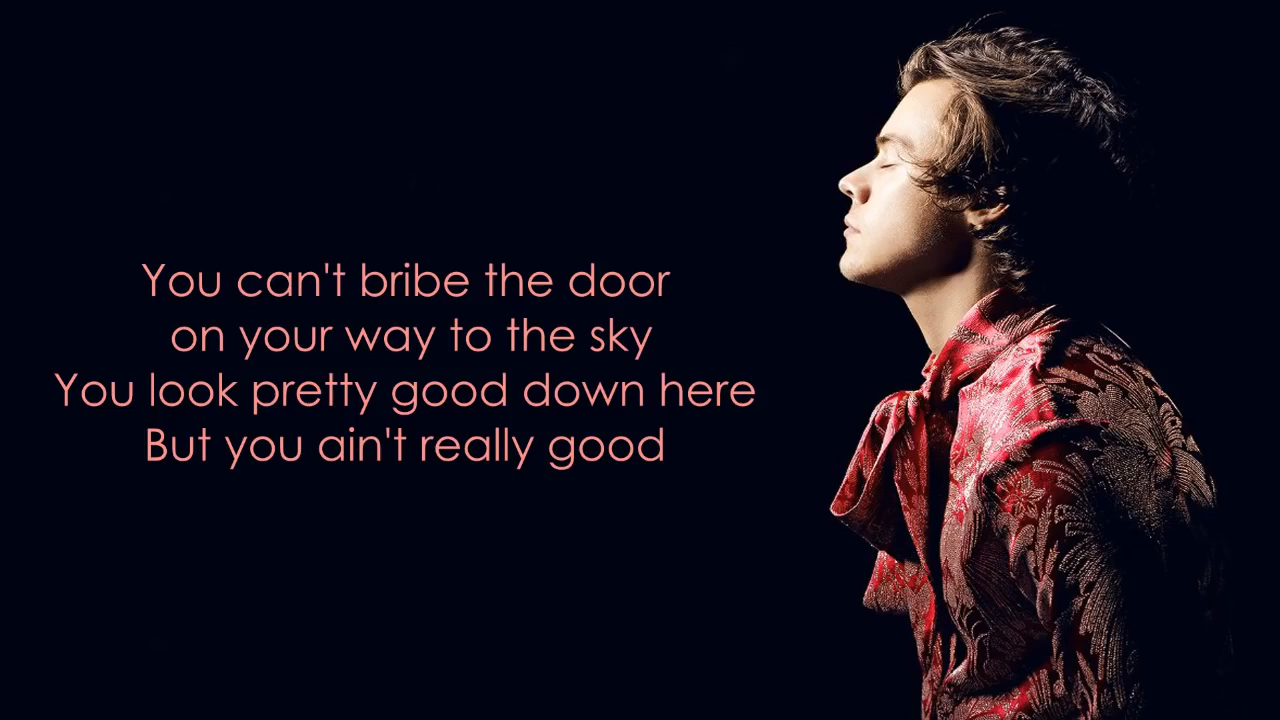 You can't bribe the door
on your way to the sky
You look pretty good down here
But you ain't really good